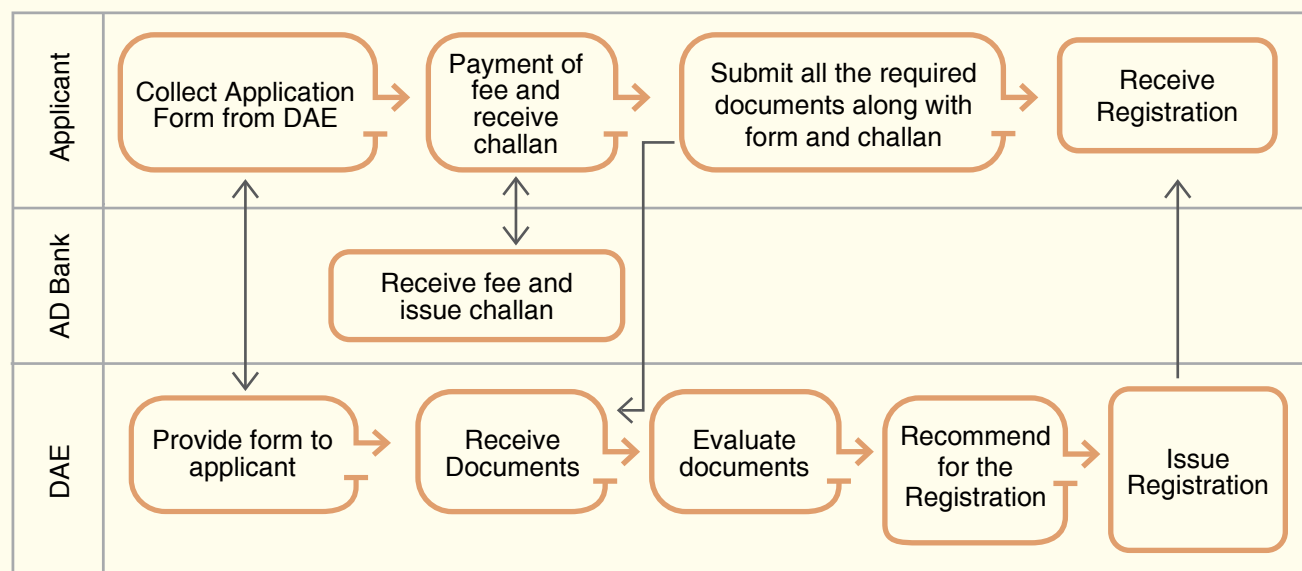 Applicant
Collect Application
Form from DAE
Payment of
fee and
receive
challan
Submit all the required
documents along with
form and challan
Receive
Registration
AD Bank
Receive fee and
issue challan
DAE
Provide form to
applicant
Receive
Documents
Evaluate
documents
Recommend
for the
Registration
Issue
Registration